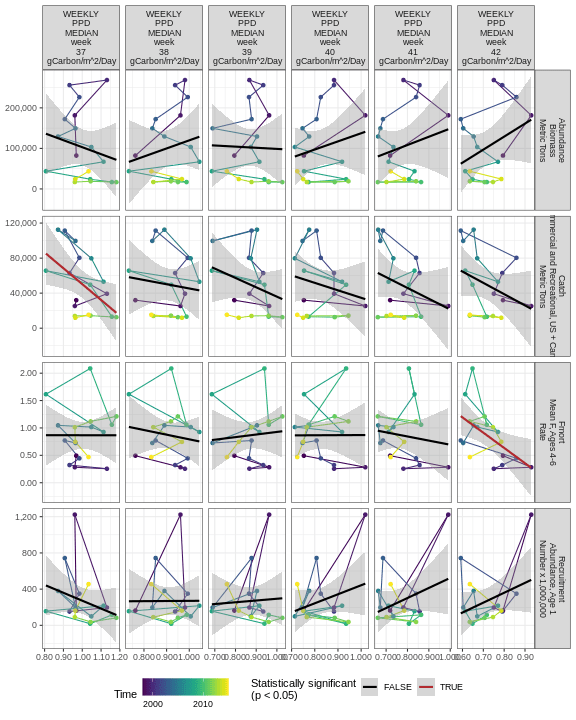 WEEKLY PPD MEDIAN week 37 gCarbon/m^2/Day
WEEKLY PPD MEDIAN week 38 gCarbon/m^2/Day
WEEKLY PPD MEDIAN week 39 gCarbon/m^2/Day
WEEKLY PPD MEDIAN week 40 gCarbon/m^2/Day
WEEKLY PPD MEDIAN week 41 gCarbon/m^2/Day
WEEKLY PPD MEDIAN week 42 gCarbon/m^2/Day
200,000
100,000
0
Abundance
Biomass
Metric Tons
120,000
80,000
40,000
0
Catch
mmercial and Recreational, US + Can
Metric Tons
2.00
1.50
1.00
0.50
0.00
Fmort
Mean F, Ages 4-6
Rate
1,200
800
400
0
Recruitment
Abundance, Age 1
Number x 1,000,000
0.80 0.90 1.00 1.10 1.20
0.800 0.900 1.000
0.700 0.800 0.900 1.000
0.700 0.800 0.900 1.000
0.700 0.800 0.900 1.000
0.60 0.70 0.80 0.90
Time
2000 2010
Statistically significant
(p < 0.05)
FALSE
TRUE